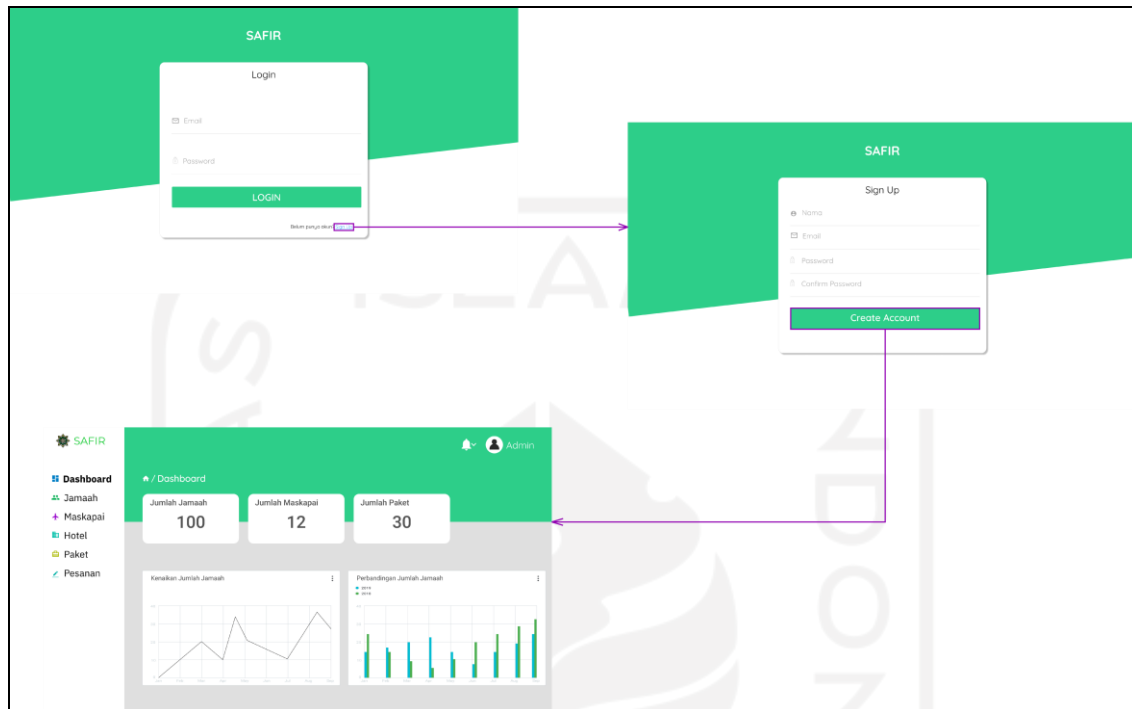 SAFIR
Login
Email
Password
LOGIN
Belum punya akun
SAFIR
Sign Up
Nama
Email
Password
Confirm Password
Create Account
SAFIR
Admin
Dashboard
Jamaah
Maskapai
Hotel
Paket
Pesanan
/ Dashboard
Jumlah Jamaah
100
Jumlah Maskapai
12
Jumlah Paket
30
Kenaikan Jumlah Jamaah
Perbandingan Jumlah Jamaah